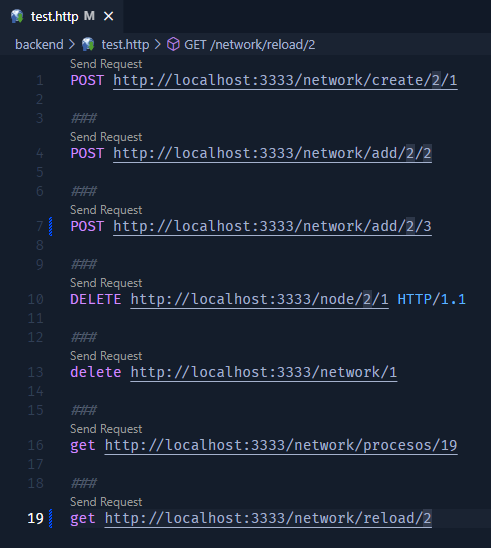 test.http M ×
backend > test.http > GET /network/reload/2
Send Request
1 POST http://localhost:3333/network/create/2/1
2
3 ###
Send Request
4 POST http://localhost:3333/network/add/2/2
5
6 ###
Send Request
7 POST http://localhost:3333/network/add/2/3
8
9 ###
Send Request
10 DELETE http://localhost:3333/node/2/1 HTTP/1.1
11
12 ###
Send Request
13 delete http://localhost:3333/network/1
14
15 ###
Send Request
16 get http://localhost:3333/network/procesos/19
17
18 ###
Send Request
19 get http://localhost:3333/network/reload/2